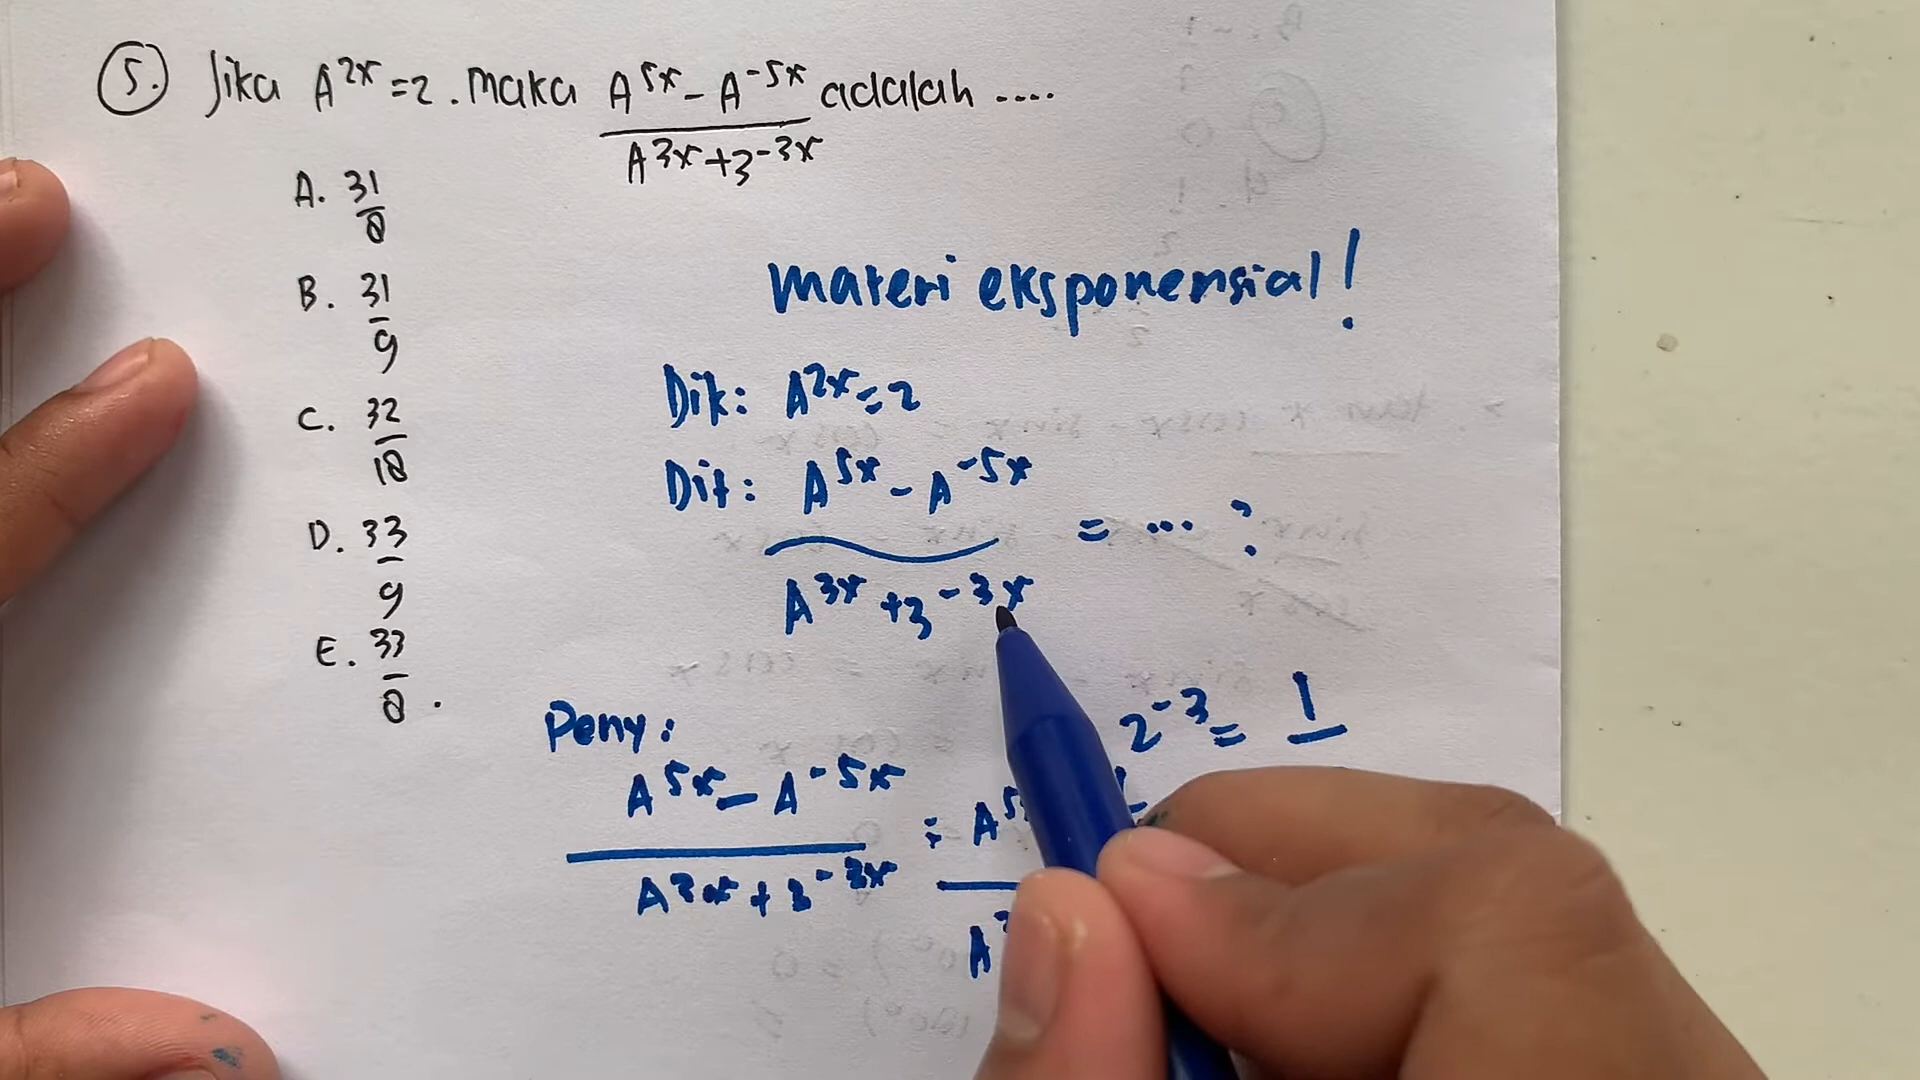 5. Jika A^2x = 2. Maka A^5x - A^-5x / A^3x + 3^-3x adalah ....
A. 31/8
B. 31/9
C. 32/18
D. 33/9
E. 33/8.
Materi eksponensial!
Dik: A^2x = 2
Dit: A^5x - A^-5x / A^3x + 3^-3x = ... ?
Peny:
2^-3 = 1
A^5x - A^-5x / A^3x + 3^-3x = A^5